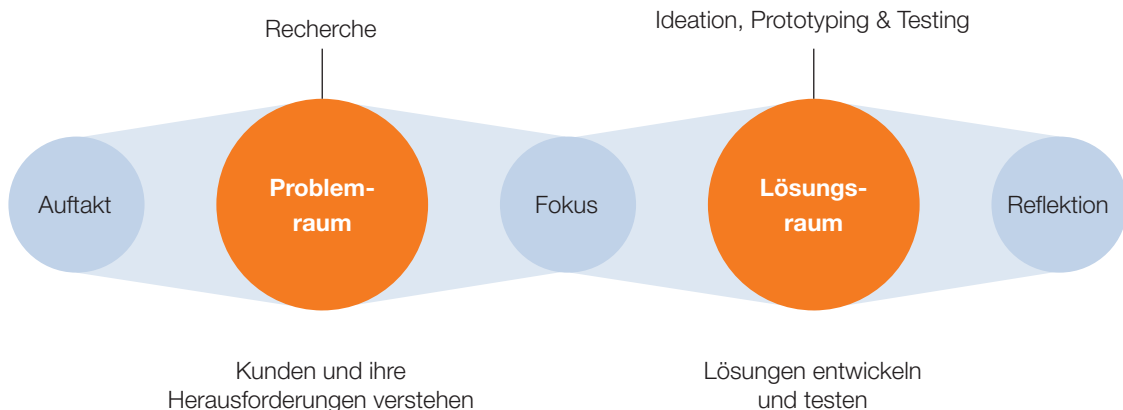 Recherche
Ideation, Prototyping & Testing
Auftakt
Problem-
raum
Fokus
Lösungs-
raum
Reflektion
Kunden und ihre
Herausforderungen verstehen
Lösungen entwickeln
und testen